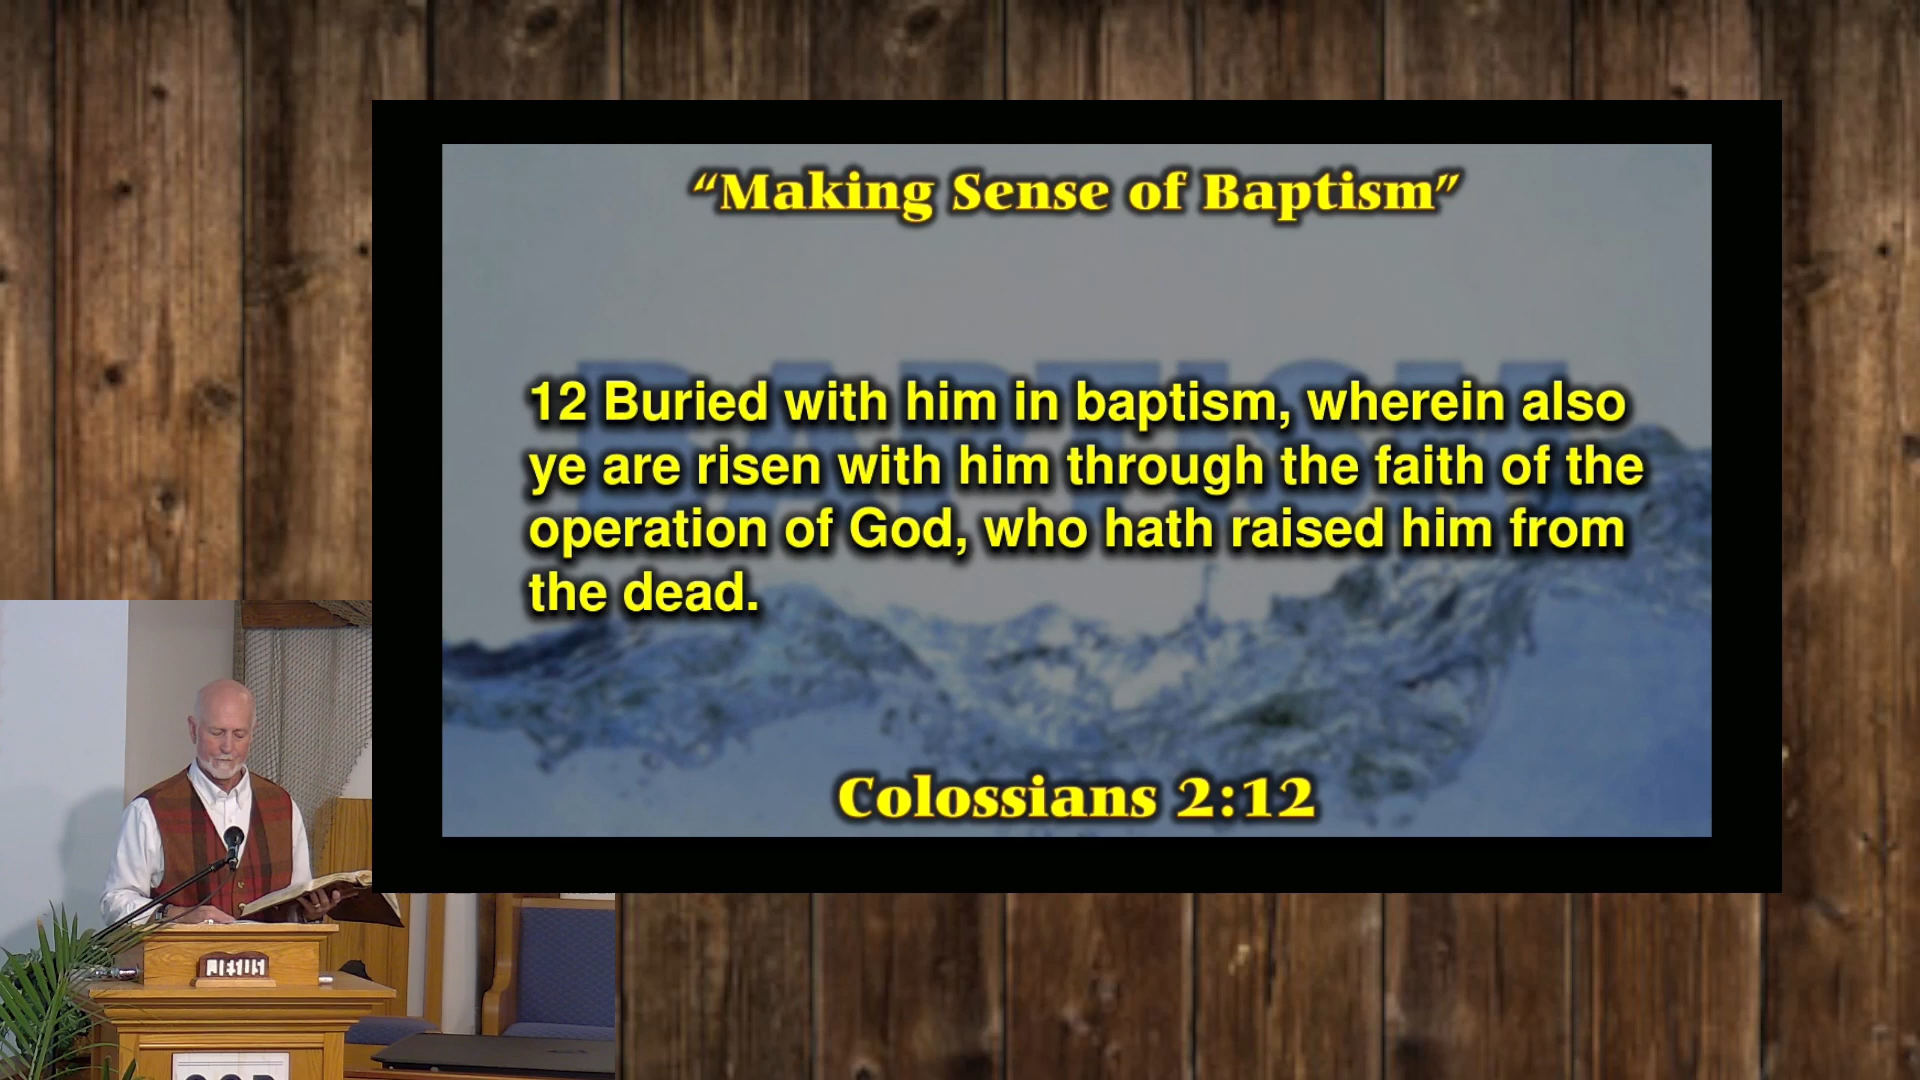 “Making Sense of Baptism”
BAPTISM
12 Buried with him in baptism, wherein also
ye are risen with him through the faith of the
operation of God, who hath raised him from
the dead.
Colossians 2:12
JESUS